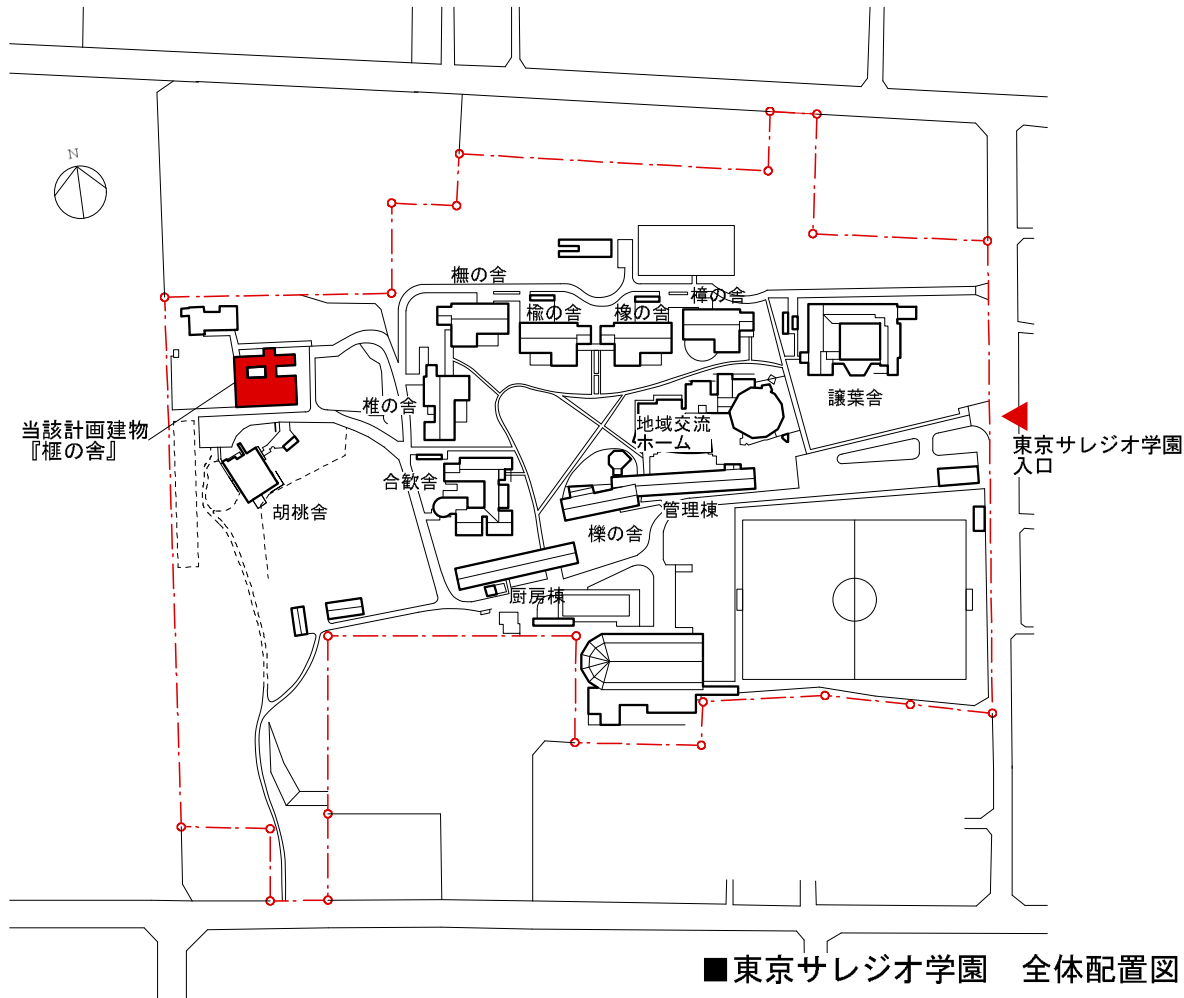 N
橅の舎
樟の舎
楡の舎
橡の舎
椎の舎
譲葉舎
地域交流
ホーム
東京サレジオ学園
入口
当該計画建物
『榧の舎』
合歓舎
胡桃舎
管理棟
櫟の舎
厨房棟
■東京サレジオ学園　全体配置図